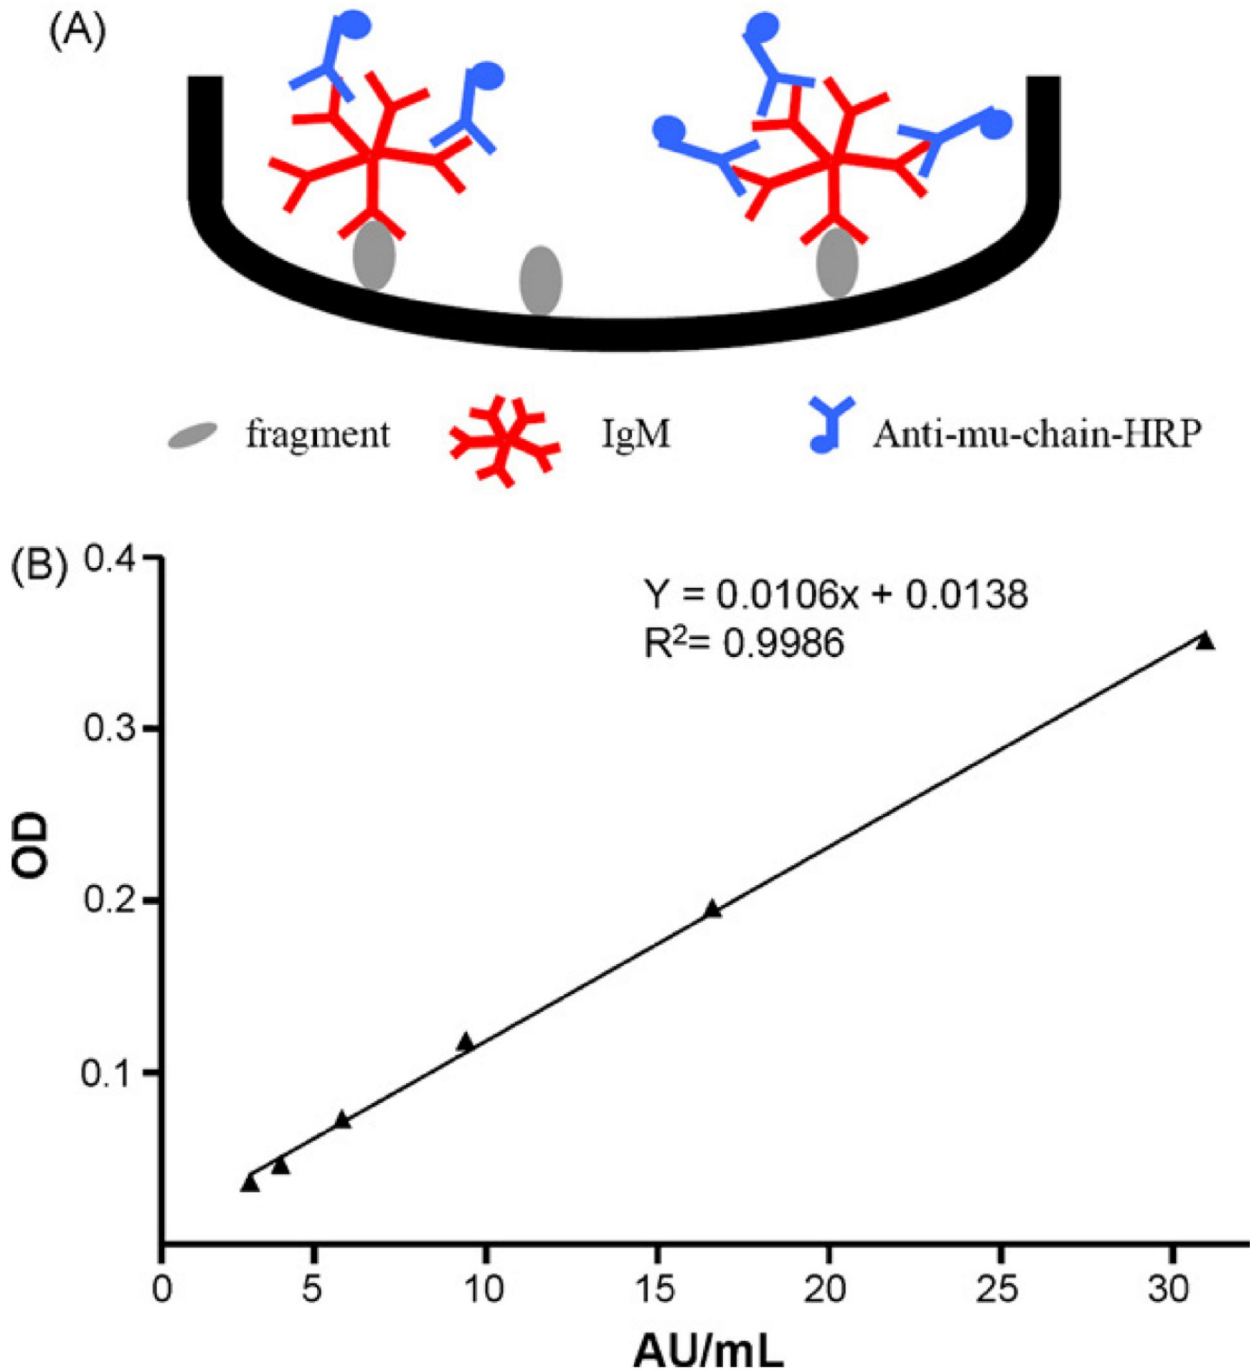 (A)
fragment IgM Anti-mu-chain-HRP
(B)
Y = 0.0106x + 0.0138
R²= 0.9986
OD
0.4
0.3
0.2
0.1
0 5 10 15 20 25 30
AU/mL